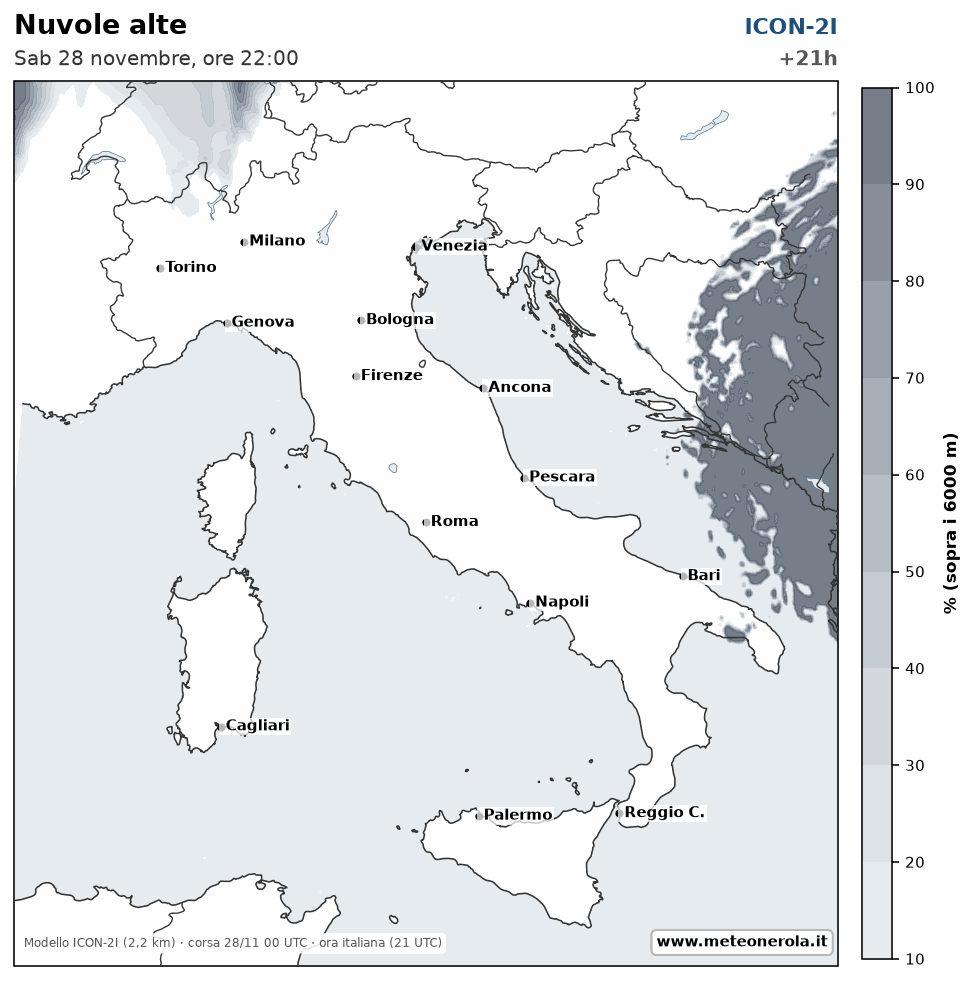 Nuvole alte
ICON-2I
Sab 28 novembre, ore 22:00
+21h
100
90
80
70
60
50
40
30
20
10
% (sopra i 6000 m)
Milano
Venezia
Torino
Genova
Bologna
Firenze
Ancona
Pescara
Roma
Bari
Napoli
Cagliari
Palermo
Reggio C.
Modello ICON-2I (2,2 km) · corsa 28/11 00 UTC · ora italiana (21 UTC)
www.meteonerola.it